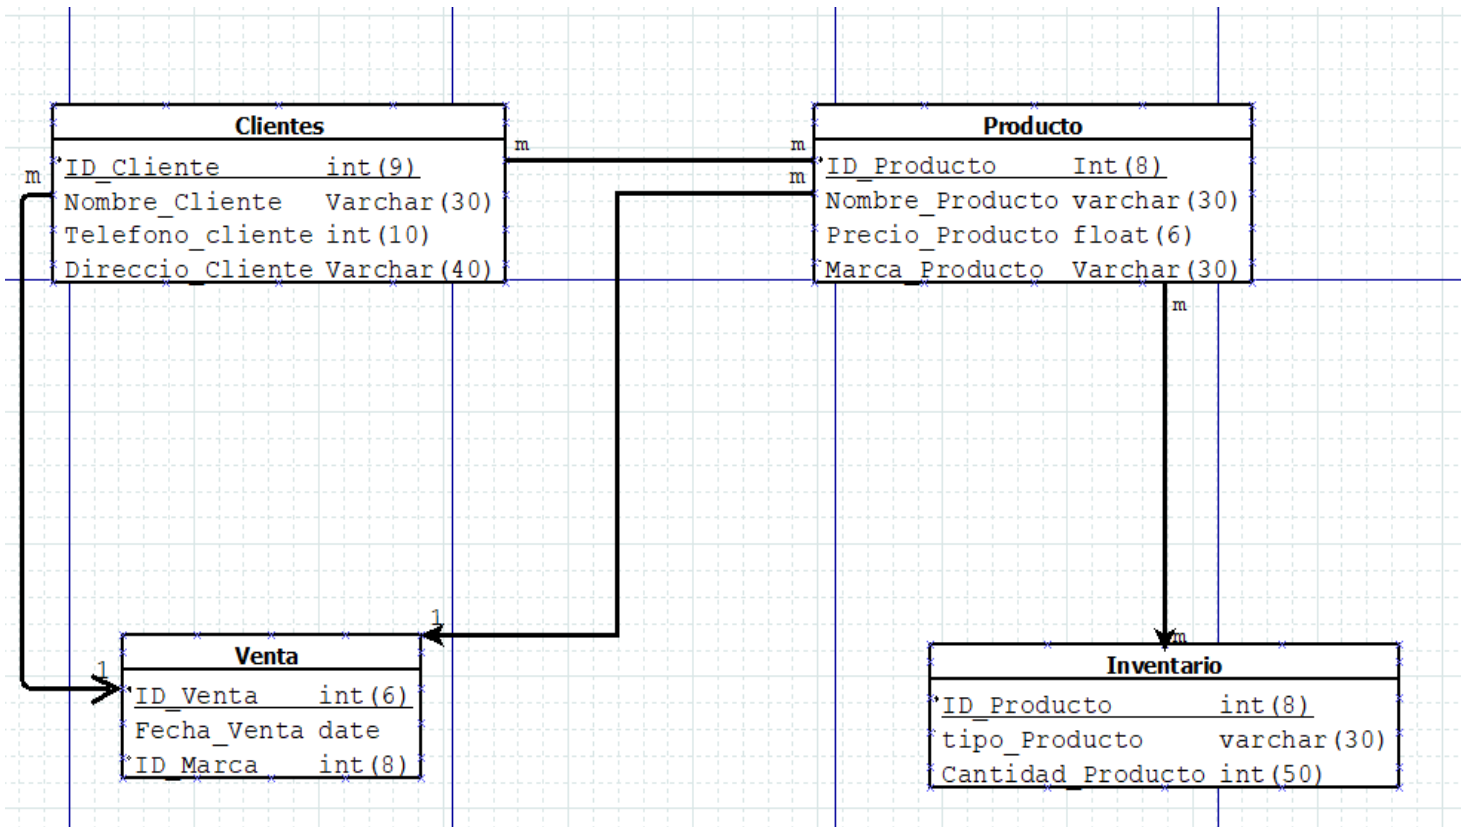 Clientes
ID_Cliente int(9)
Nombre_Cliente Varchar(30)
Telefono_cliente int(10)
Direccio_Cliente Varchar(40)
m
m
m
m
Producto
ID_Producto Int(8)
Nombre_Producto varchar(30)
Precio_Producto float(6)
Marca_Producto Varchar(30)
m
1
1
Venta
ID_Venta int(6)
Fecha_Venta date
ID_Marca int(8)
m
Inventario
ID_Producto int(8)
tipo_Producto varchar(30)
Cantidad_Producto int(50)